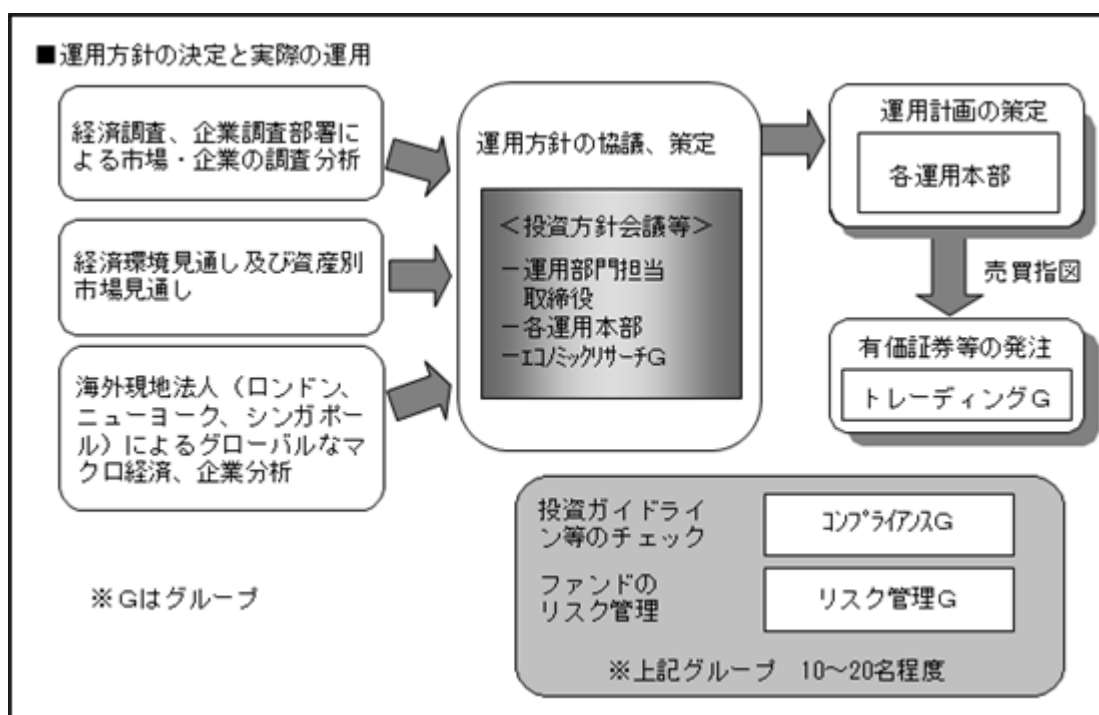 ■運用方針の決定と実際の運用
経済調査、企業調査部署に
よる市場・企業の調査分析
経済環境見通し及び資産別
市場見通し
海外現地法人（ロンドン、
ニューヨーク、シンガポー
ル）によるグローバルなマ
クロ経済、企業分析
運用方針の協議、策定
＜投資方針会議等＞
－運用部門担当
取締役
－各運用本部
－ｴｺﾉﾐｯｸﾘｻｰﾁＧ
運用計画の策定
各運用本部
売買指図
有価証券等の発注
トレーディングＧ
投資ガイドライ
ン等のチェック
ｺﾝﾌﾟﾗｲｱﾝｽＧ
ファンドの
リスク管理
リスク管理Ｇ
※上記グループ　10～20名程度
※Ｇはグループ